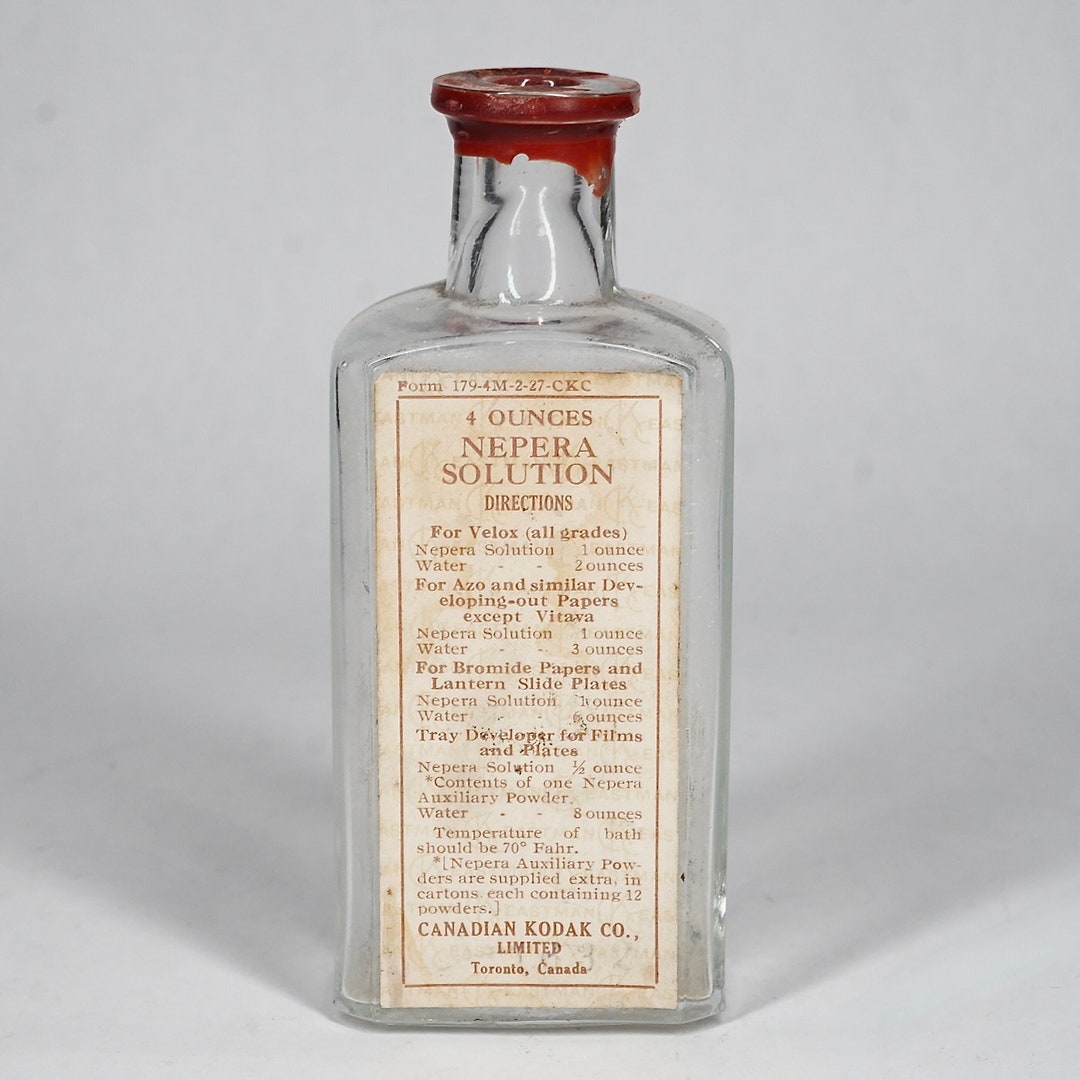 Form 179-4M-2-27-CKC
4 OUNCES
NEPERA
SOLUTION
DIRECTIONS
For Velox (all grades)
Nepera Solution 1 ounce
Water - - 2 ounces
For Azo and similar Dev-
eloping-out Papers
except Vitava
Nepera Solution 1 ounce
Water - - 3 ounces
For Bromide Papers and
Lantern Slide Plates
Nepera Solution 1 ounce
Water - - 6 ounces
Tray Developer for Films
and Plates
Nepera Solution ½ ounce
*Contents of one Nepera
Auxiliary Powder.
Water - - 8 ounces
Temperature of bath
should be 70° Fahr.
*[Nepera Auxiliary Pow-
ders are supplied extra, in
cartons each containing 12
powders.]
CANADIAN KODAK CO.,
LIMITED
Toronto, Canada